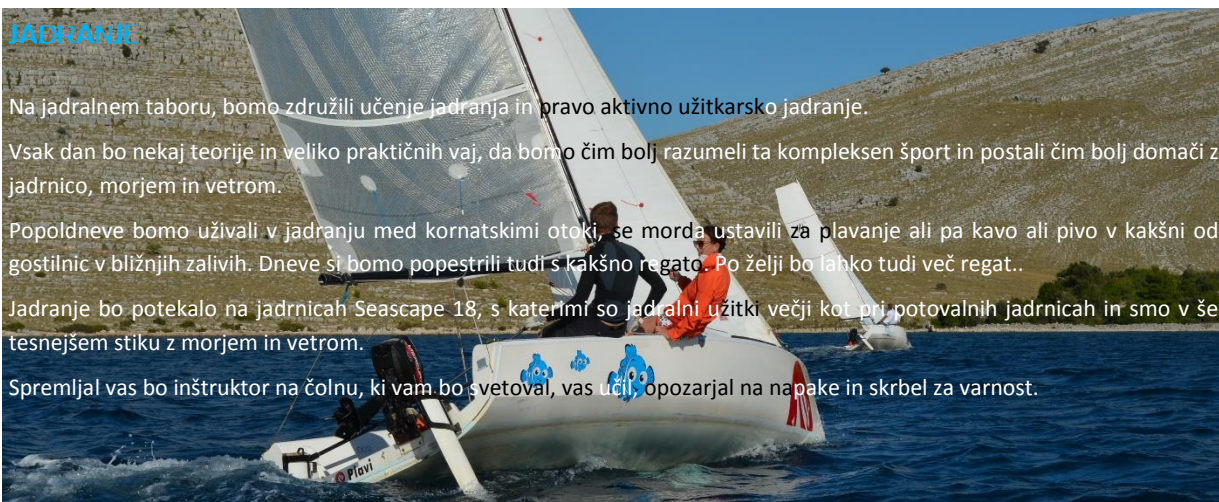 JADRANJE
Na jadralnem taboru, bomo združili učenje jadranja in pravo aktivno užitkarsko jadranje.
Vsak dan bo nekaj teorije in veliko praktičnih vaj, da bomo čim bolj razumeli ta kompleksen šport in postali čim bolj domači z
jadrnico, morjem in vetrom.
Popoldneve bomo uživali v jadranju med kornatskimi otoki, se morda ustavili za plavanje ali pa kavo ali pivo v kakšni od
gostilnic v bližnjih zalivih. Dneve si bomo popestrili tudi s kakšno regato. Po želji bo lahko tudi več regat..
Jadranje bo potekalo na jadrnicah Seascape 18, s katerimi so jadralni užitki večji kot pri potovalnih jadrnicah in smo v še
tesnejšem stiku z morjem in vetrom.
Spremljal vas bo inštruktor na čolnu, ki vam bo svetoval, vas učil, opozarjal na napake in skrbel za varnost.
Plavi